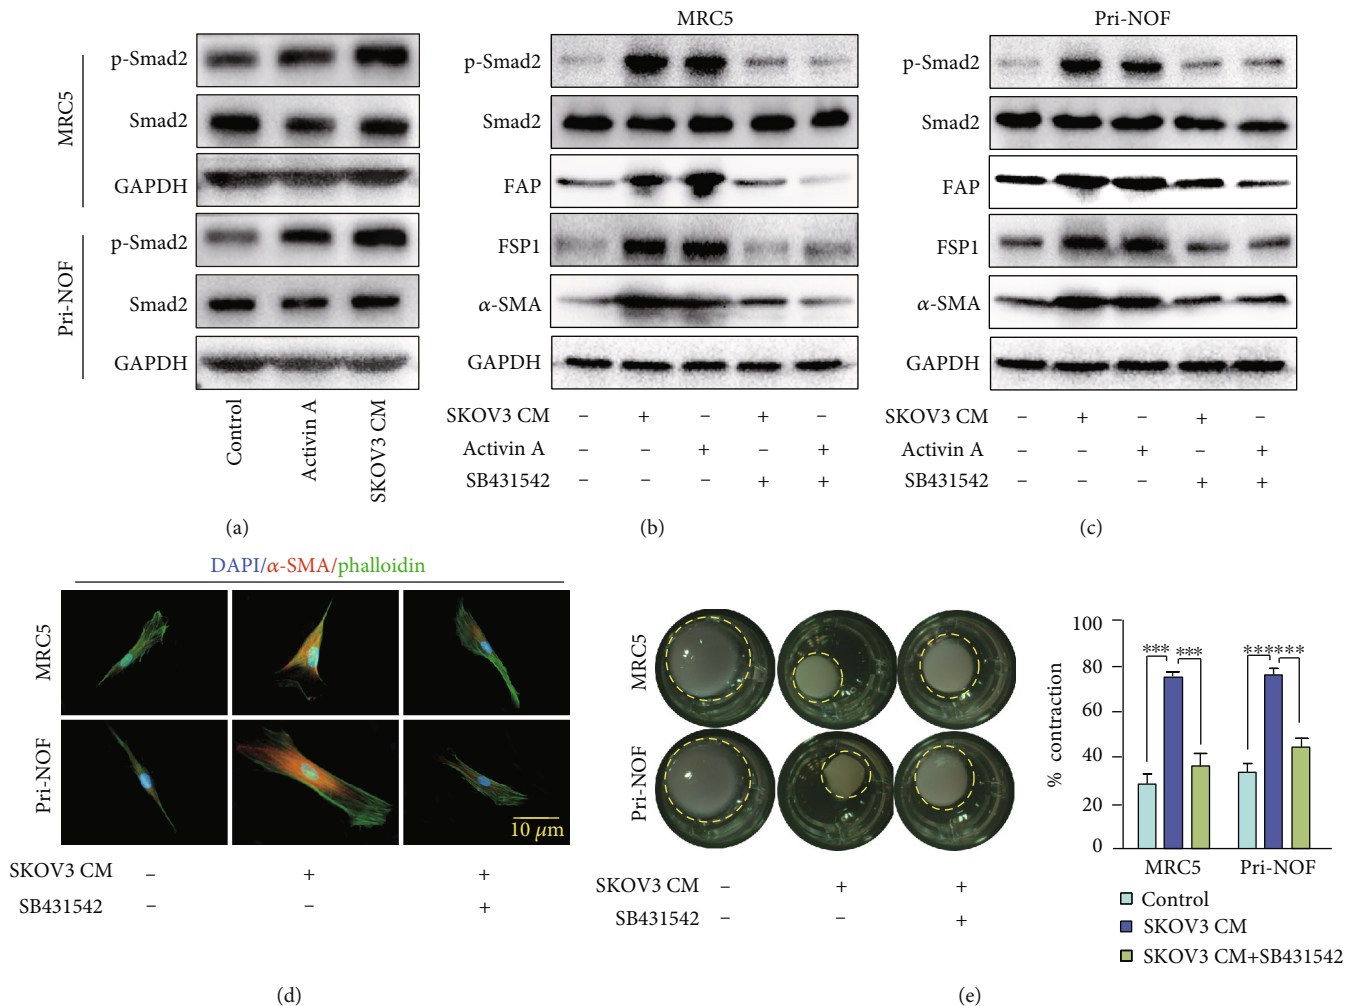 MRC5
p-Smad2
Smad2
GAPDH
Pri-NOF
p-Smad2
Smad2
GAPDH
Control
Activin A
SKOV3 CM
(a)
MRC5
p-Smad2
Smad2
FAP
FSP1
α-SMA
GAPDH
SKOV3 CM – + – + –
Activin A – – + – +
SB431542 – – – + +
(b)
Pri-NOF
p-Smad2
Smad2
FAP
FSP1
α-SMA
GAPDH
SKOV3 CM – + – + –
Activin A – – + – +
SB431542 – – – + +
(c)
DAPI/α-SMA/phalloidin
MRC5
Pri-NOF
10 μm
SKOV3 CM – + +
SB431542 – – +
(d)
MRC5
Pri-NOF
SKOV3 CM – + +
SB431542 – – +
% contraction
100
80
60
40
20
0
*** ***
******
MRC5 Pri-NOF
Control
SKOV3 CM
SKOV3 CM+SB431542
(e)